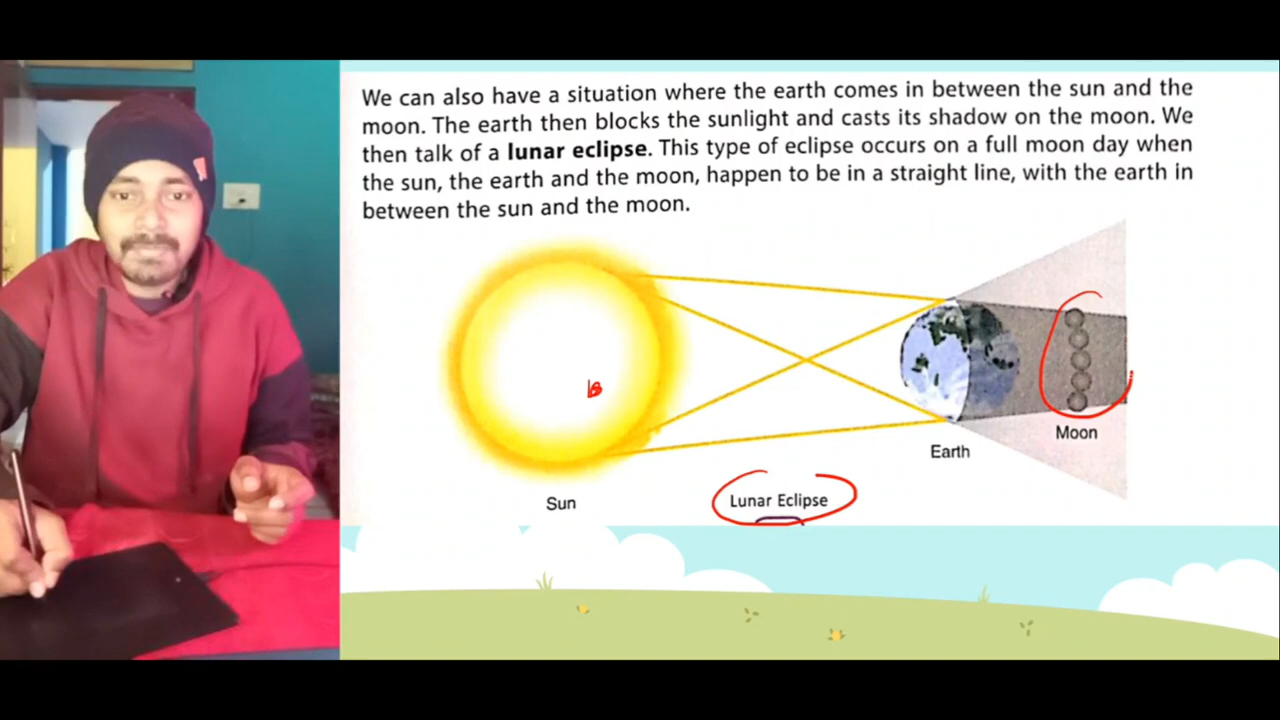 We can also have a situation where the earth comes in between the sun and the
moon. The earth then blocks the sunlight and casts its shadow on the moon. We
then talk of a lunar eclipse. This type of eclipse occurs on a full moon day when
the sun, the earth and the moon, happen to be in a straight line, with the earth in
between the sun and the moon.
Moon
Earth
Sun
Lunar Eclipse